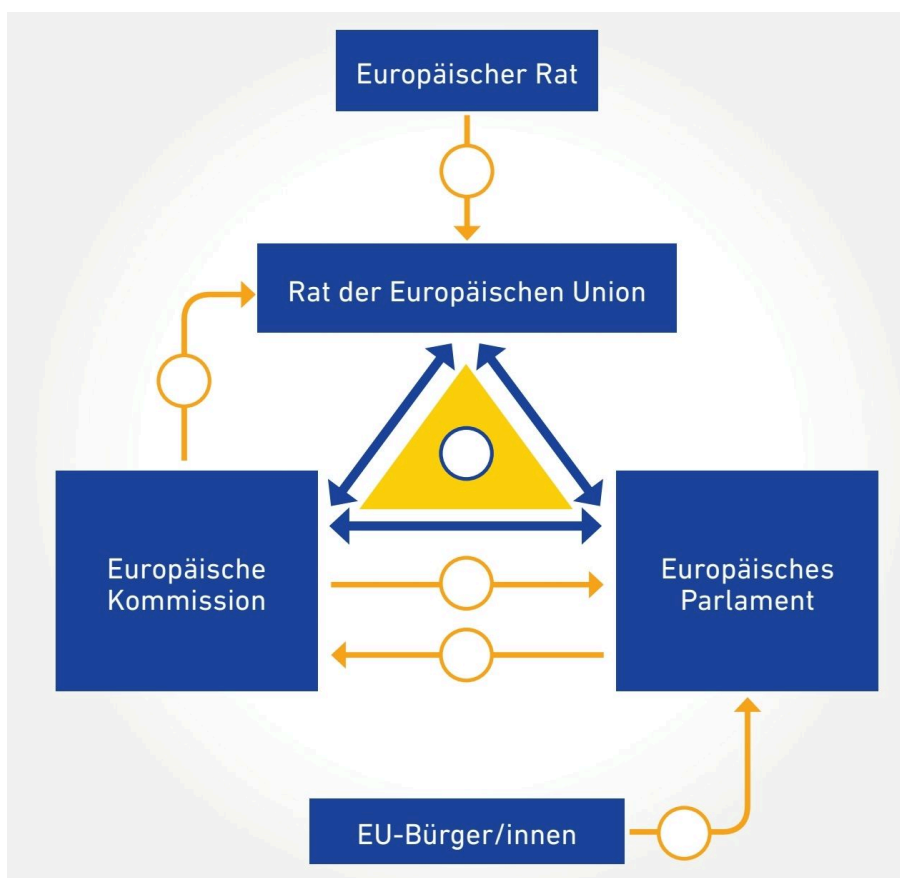 Europäischer Rat
Rat der Europäischen Union
Europäische
Kommission
Europäisches
Parlament
EU-Bürger/innen